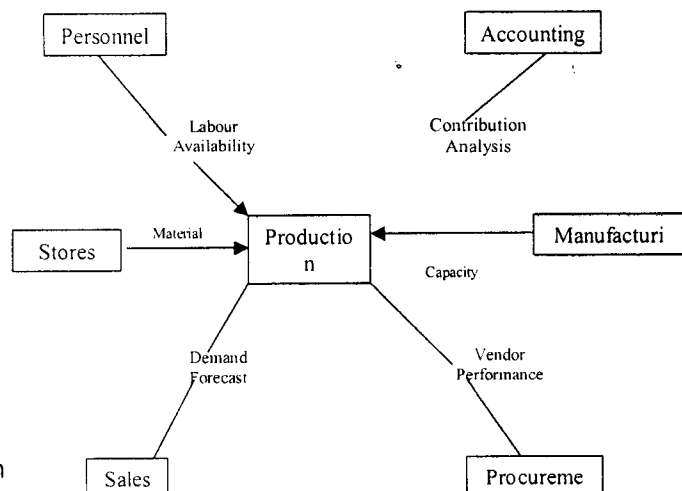 Personnel
Accounting
Labour
Availability
Contribution
Analysis
Stores
Material
Productio
n
Manufacturi
Capacity
Demand
Forecast
Vendor
Performance
Sales
Procureme